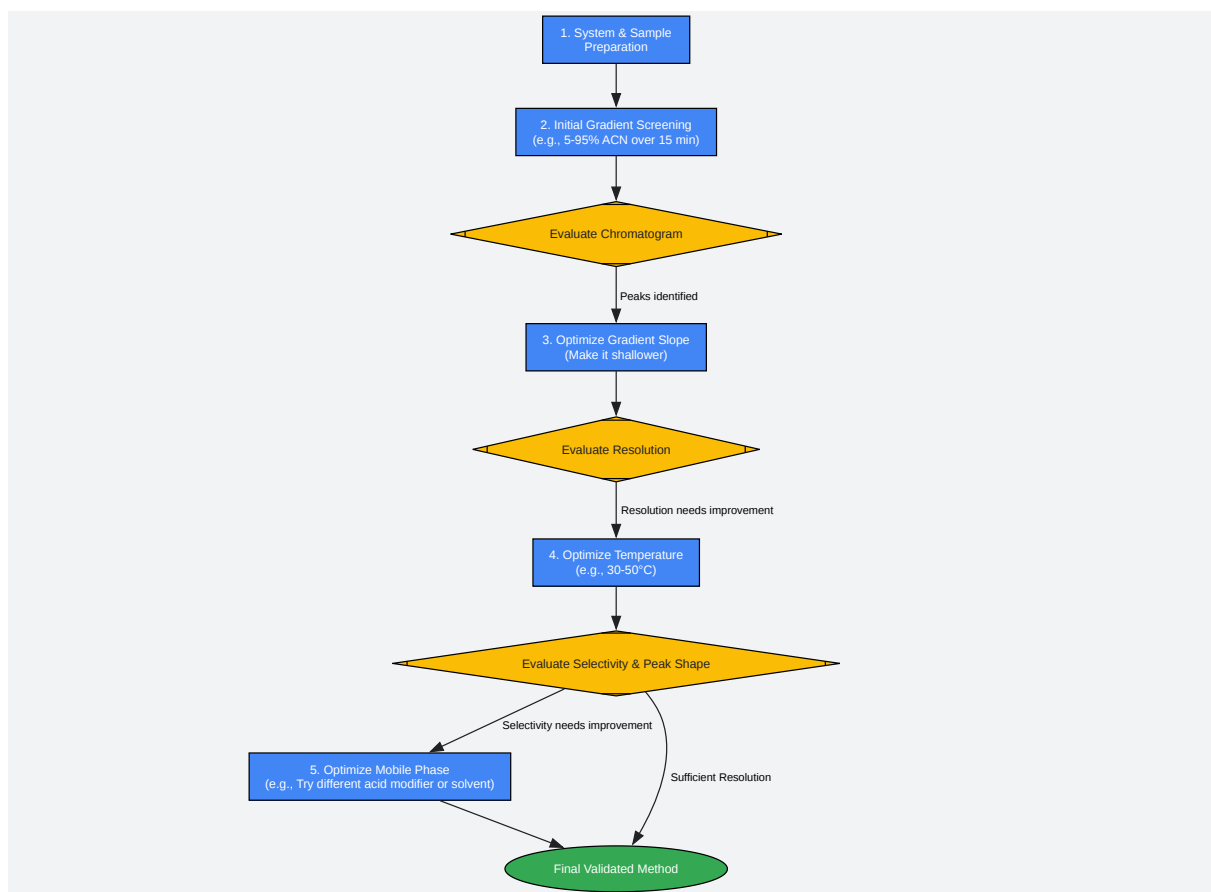 1. System & Sample
Preparation
2. Initial Gradient Screening
(e.g., 5-95% ACN over 15 min)
Evaluate Chromatogram
Peaks identified
3. Optimize Gradient Slope
(Make it shallower)
Evaluate Resolution
Resolution needs improvement
4. Optimize Temperature
(e.g., 30-50°C)
Evaluate Selectivity & Peak Shape
Selectivity needs improvement
5. Optimize Mobile Phase
(e.g., Try different acid modifier or solvent)
Sufficient Resolution
Final Validated Method